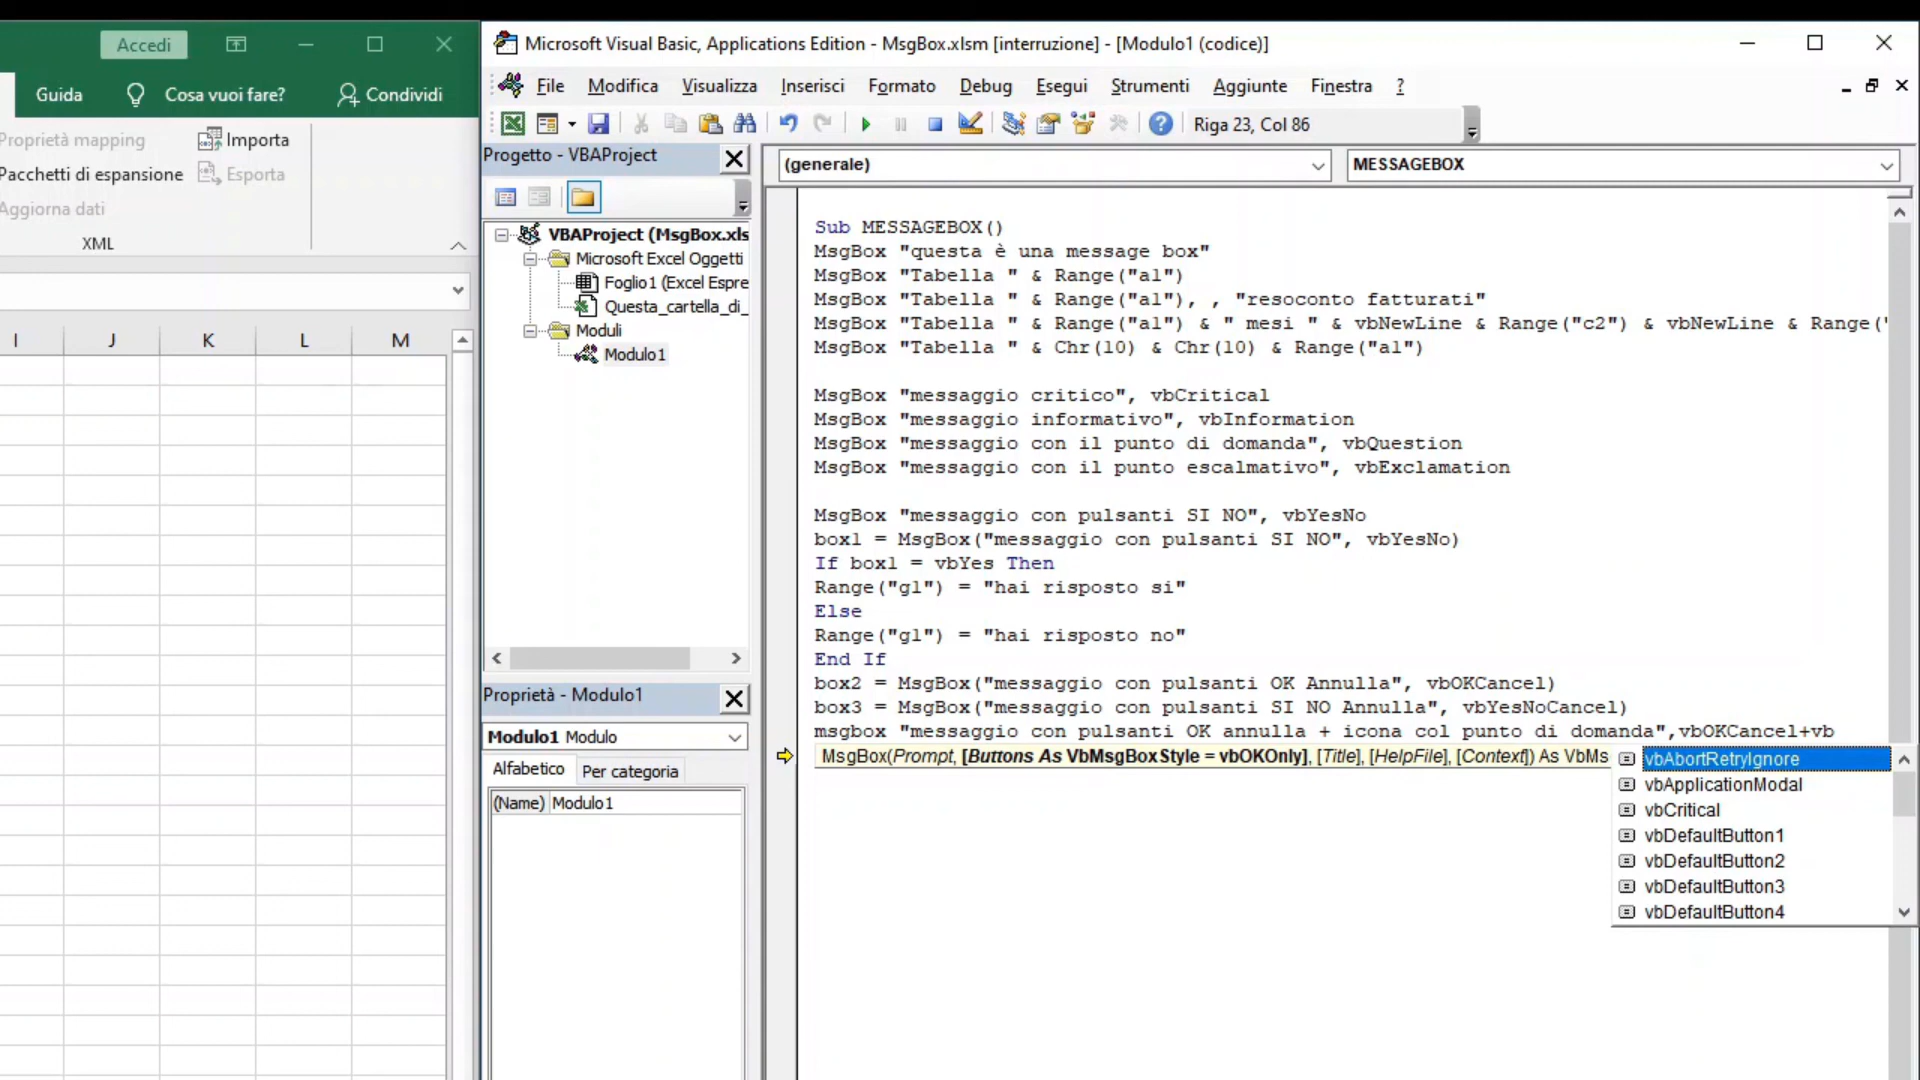 Accedi
Microsoft Visual Basic, Applications Edition - MsgBox.xlsm [interruzione] - [Modulo1 (codice)]
Guida
Cosa vuoi fare?
Condividi
File Modifica Visualizza Inserisci Formato Debug Esegui Strumenti Aggiunte Finestra ?
Riga 23, Col 86
Proprietà mapping
Importa
Pacchetti di espansione
Esporta
Aggiorna dati
XML
I J K L M
Progetto - VBAProject
(generale)
MESSAGEBOX
VBAProject (MsgBox.xls
Microsoft Excel Oggetti
Foglio1 (Excel Espre
Questa_cartella_di_
Moduli
Modulo1
Proprietà - Modulo1
Modulo1 Modulo
Alfabetico
Per categoria
(Name) Modulo1
Sub MESSAGEBOX()
MsgBox "questa è una message box"
MsgBox "Tabella " & Range("a1")
MsgBox "Tabella " & Range("a1"), , "resoconto fatturati"
MsgBox "Tabella " & Range("a1") & " mesi " & vbNewLine & Range("c2") & vbNewLine & Range("
MsgBox "Tabella " & Chr(10) & Chr(10) & Range("a1")
MsgBox "messaggio critico", vbCritical
MsgBox "messaggio informativo", vbInformation
MsgBox "messaggio con il punto di domanda", vbQuestion
MsgBox "messaggio con il punto escalmativo", vbExclamation
MsgBox "messaggio con pulsanti SI NO", vbYesNo
box1 = MsgBox("messaggio con pulsanti SI NO", vbYesNo)
If box1 = vbYes Then
Range("g1") = "hai risposto si"
Else
Range("g1") = "hai risposto no"
End If
box2 = MsgBox("messaggio con pulsanti OK Annulla", vbOKCancel)
box3 = MsgBox("messaggio con pulsanti SI NO Annulla", vbYesNoCancel)
msgbox "messaggio con pulsanti OK annulla + icona col punto di domanda",vbOKCancel+vb
MsgBox(Prompt, [Buttons As VbMsgBoxStyle = vbOKOnly], [Title], [HelpFile], [Context]) As VbMs
vbAbortRetryIgnore
vbApplicationModal
vbCritical
vbDefaultButton1
vbDefaultButton2
vbDefaultButton3
vbDefaultButton4